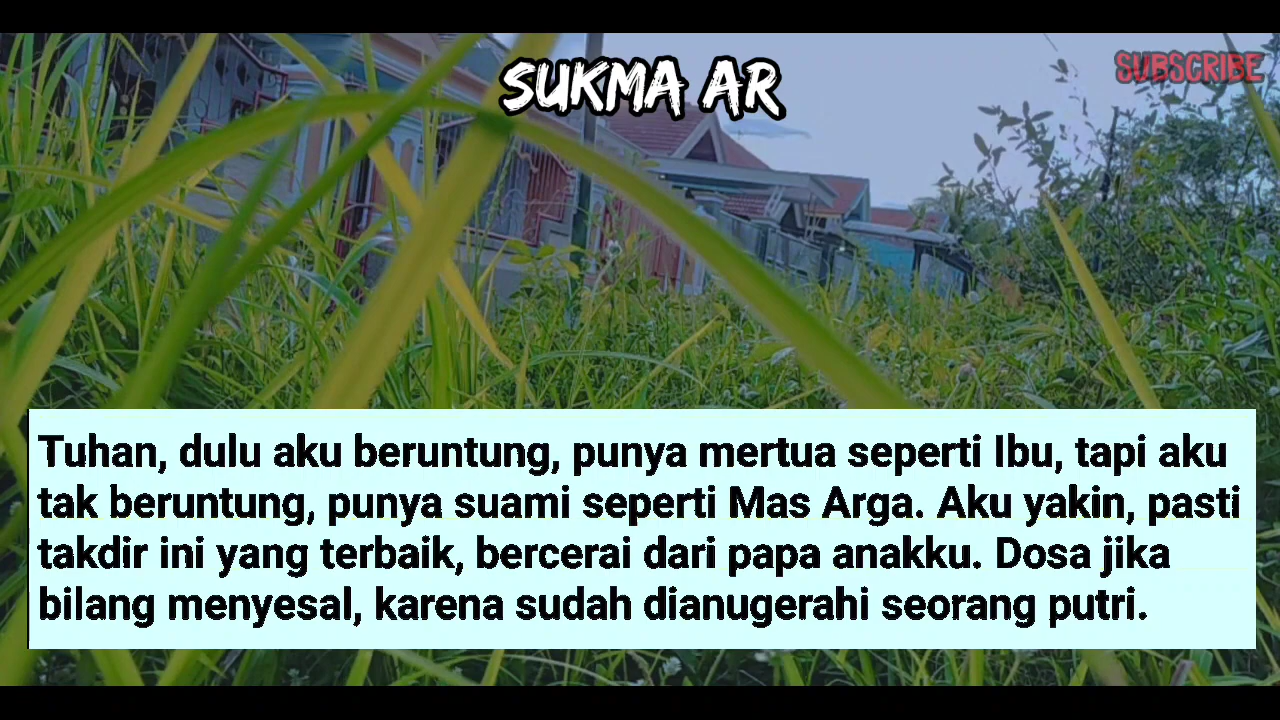 SUKMA AR
SUBSCRIBE
Tuhan, dulu aku beruntung, punya mertua seperti Ibu, tapi aku
tak beruntung, punya suami seperti Mas Arga. Aku yakin, pasti
takdir ini yang terbaik, bercerai dari papa anakku. Dosa jika
bilang menyesal, karena sudah dianugerahi seorang putri.